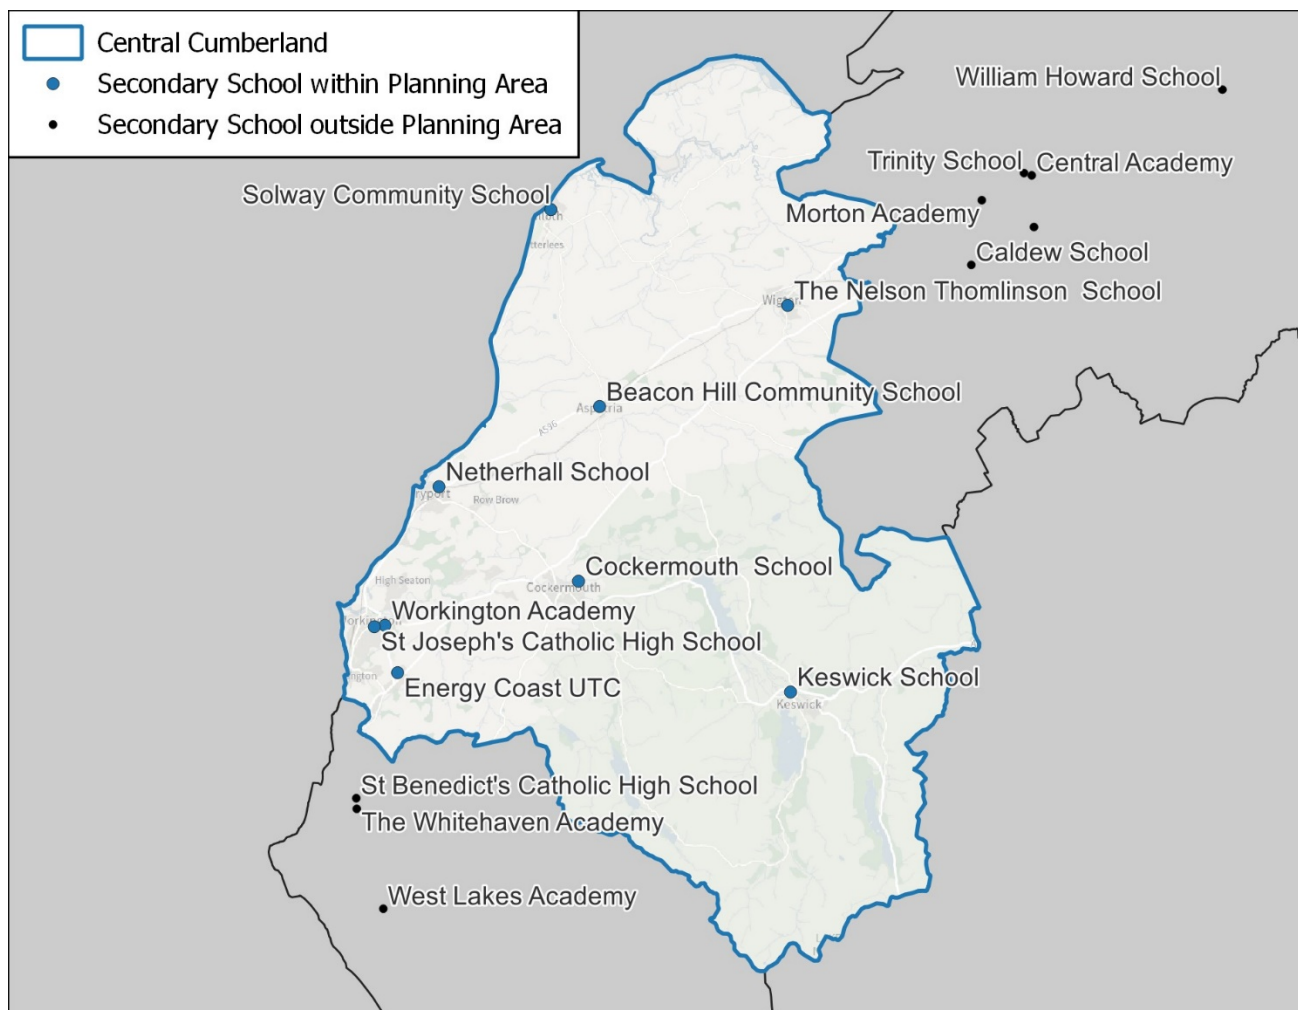 Central Cumberland
Secondary School within Planning Area
Secondary School outside Planning Area
William Howard School
Trinity School
Central Academy
Solway Community School
Morton Academy
Caldew School
The Nelson Thomlinson School
Beacon Hill Community School
A596
Netherhall School
Row Brow
Cockermouth School
High Seaton
Cockermouth
Workington Academy
St Joseph's Catholic High School
Keswick School
Energy Coast UTC
Keswick
St Benedict's Catholic High School
The Whitehaven Academy
West Lakes Academy